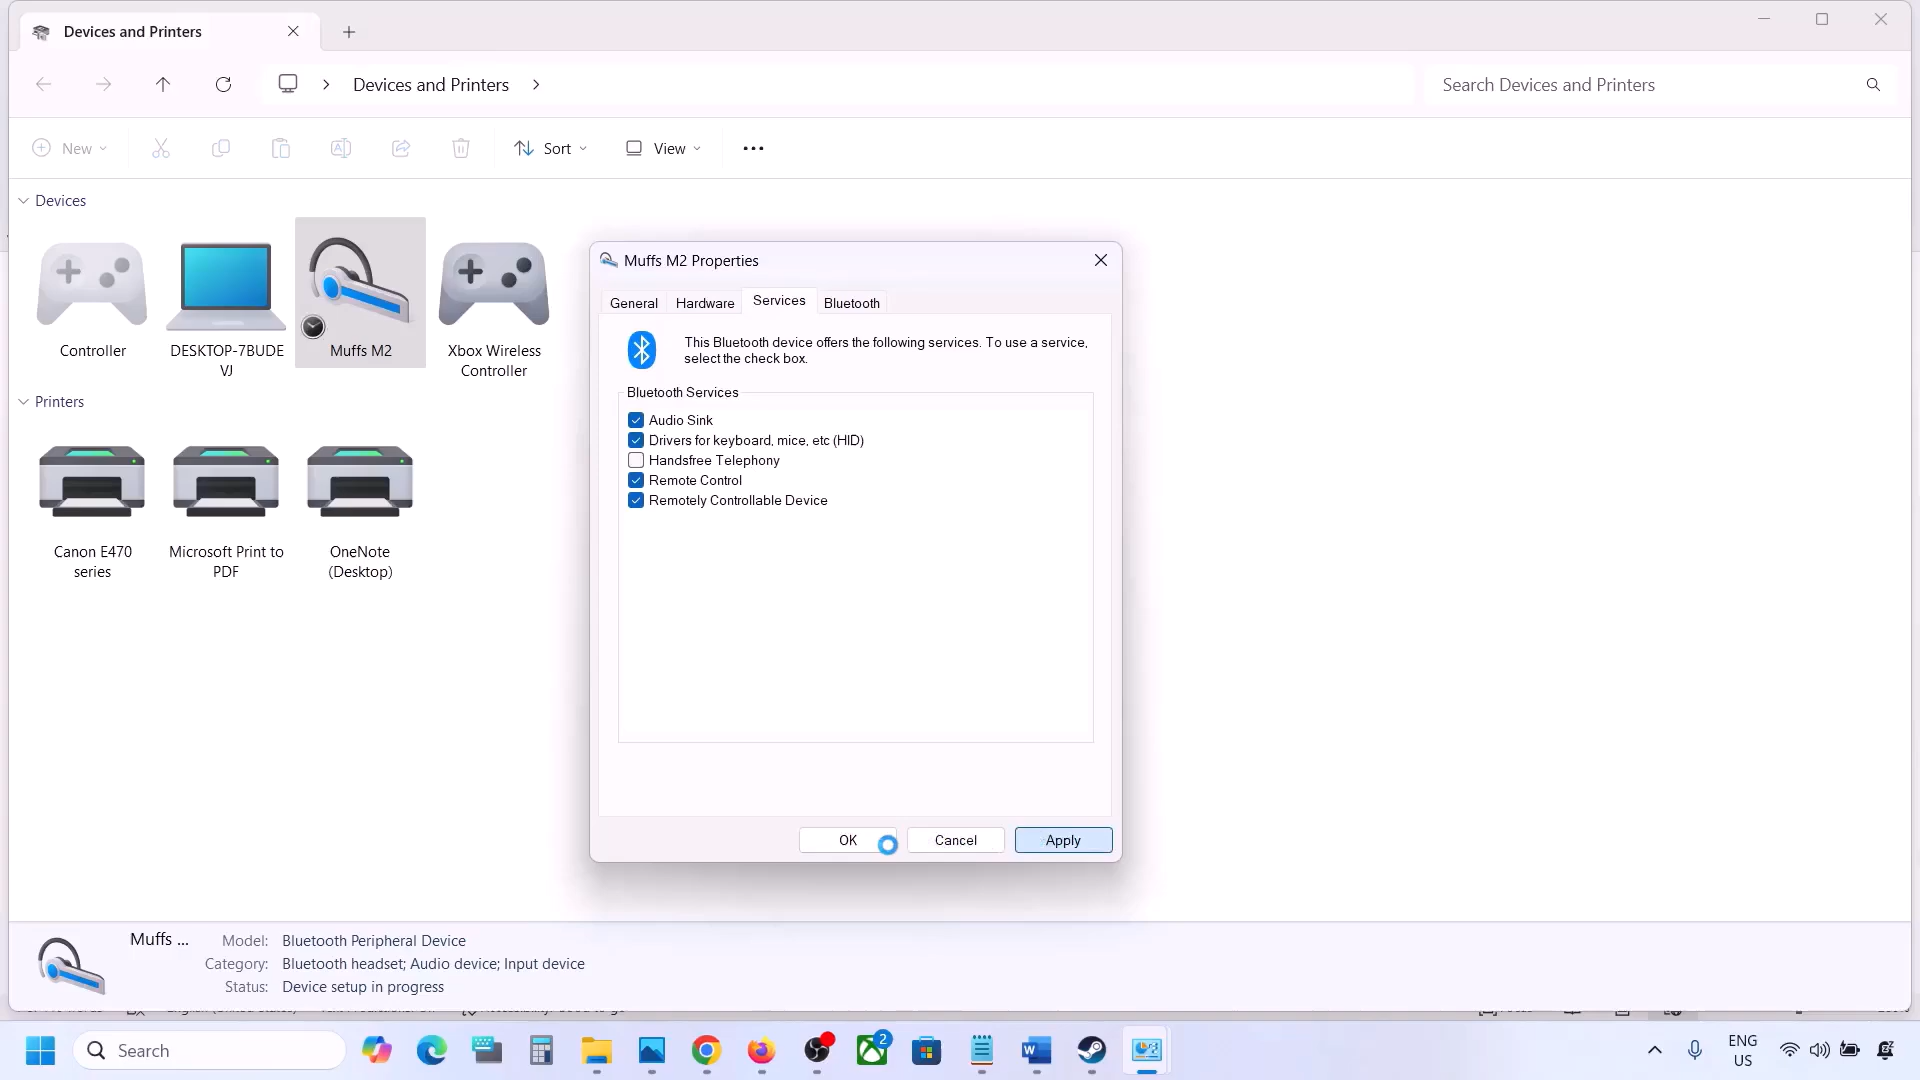 Devices and Printers
Devices and Printers
Search Devices and Printers
New
Sort
View
Devices
Controller
DESKTOP-7BUDE
VJ
Muffs M2
Xbox Wireless
Controller
Printers
Canon E470
series
Microsoft Print to
PDF
OneNote
(Desktop)
Muffs M2 Properties
General
Hardware
Services
Bluetooth
This Bluetooth device offers the following services. To use a service,
select the check box.
Bluetooth Services
Audio Sink
Drivers for keyboard, mice, etc (HID)
Handsfree Telephony
Remote Control
Remotely Controllable Device
OK
Cancel
Apply
Muffs ...
Model: Bluetooth Peripheral Device
Category: Bluetooth headset; Audio device; Input device
Status: Device setup in progress
Search
2
ENG
US